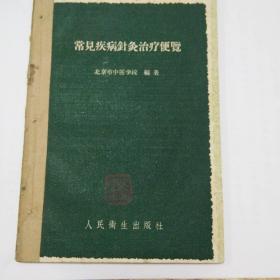 常見疾病針灸治疗便覽
北京市中医学校 編著
人民衛生出版社